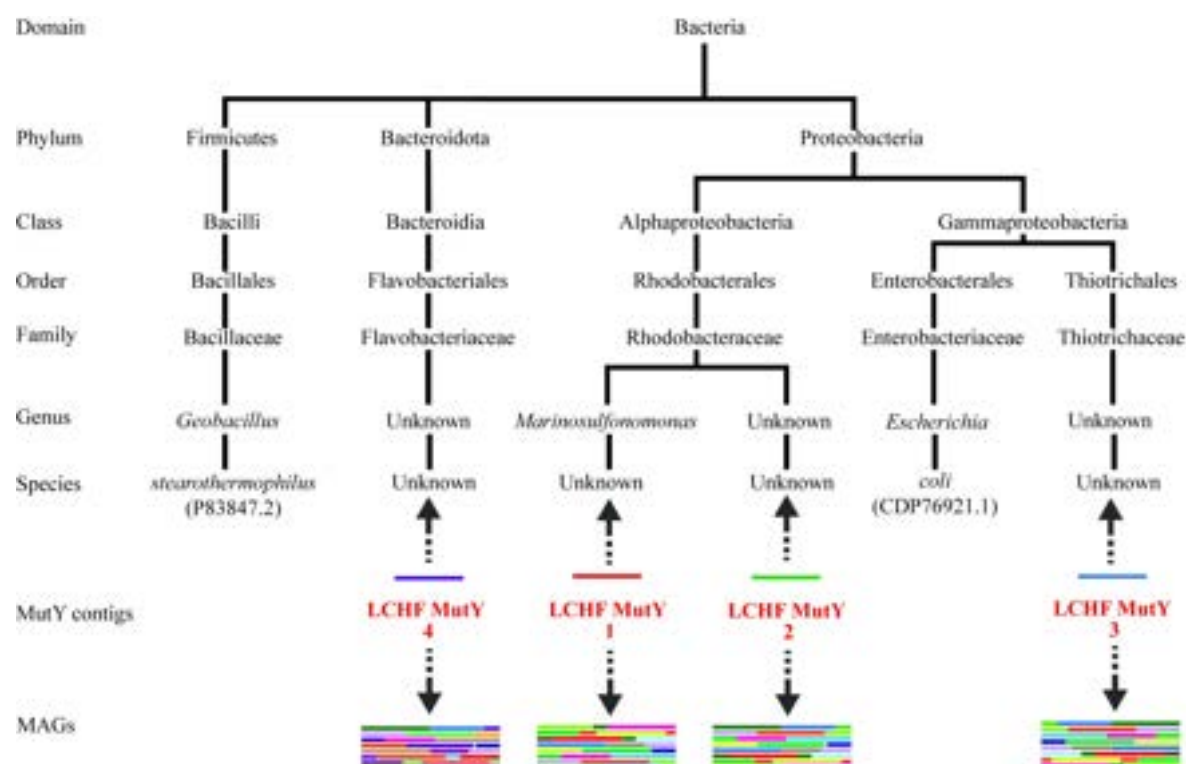 Domain Bacteria
Phylum Firmicutes Bacteroidota Proteobacteria
Class Bacilli Bacteroidia Alphaproteobacteria Gammaproteobacteria
Order Bacillales Flavobacteriales Rhodobacterales Enterobacterales Thiotrichales
Family Bacillaceae Flavobacteriaceae Rhodobacteraceae Enterobacteriaceae Thiotrichaceae
Genus Geobacillus Unknown Marinosulfonomonas Unknown Escherichia Unknown
Species stearothermophilus Unknown Unknown Unknown coli Unknown
(P83847.2) (CDP76921.1)
MutY contigs LCHF MutY LCHF MutY LCHF MutY LCHF MutY
4 1 2 3
MAGs